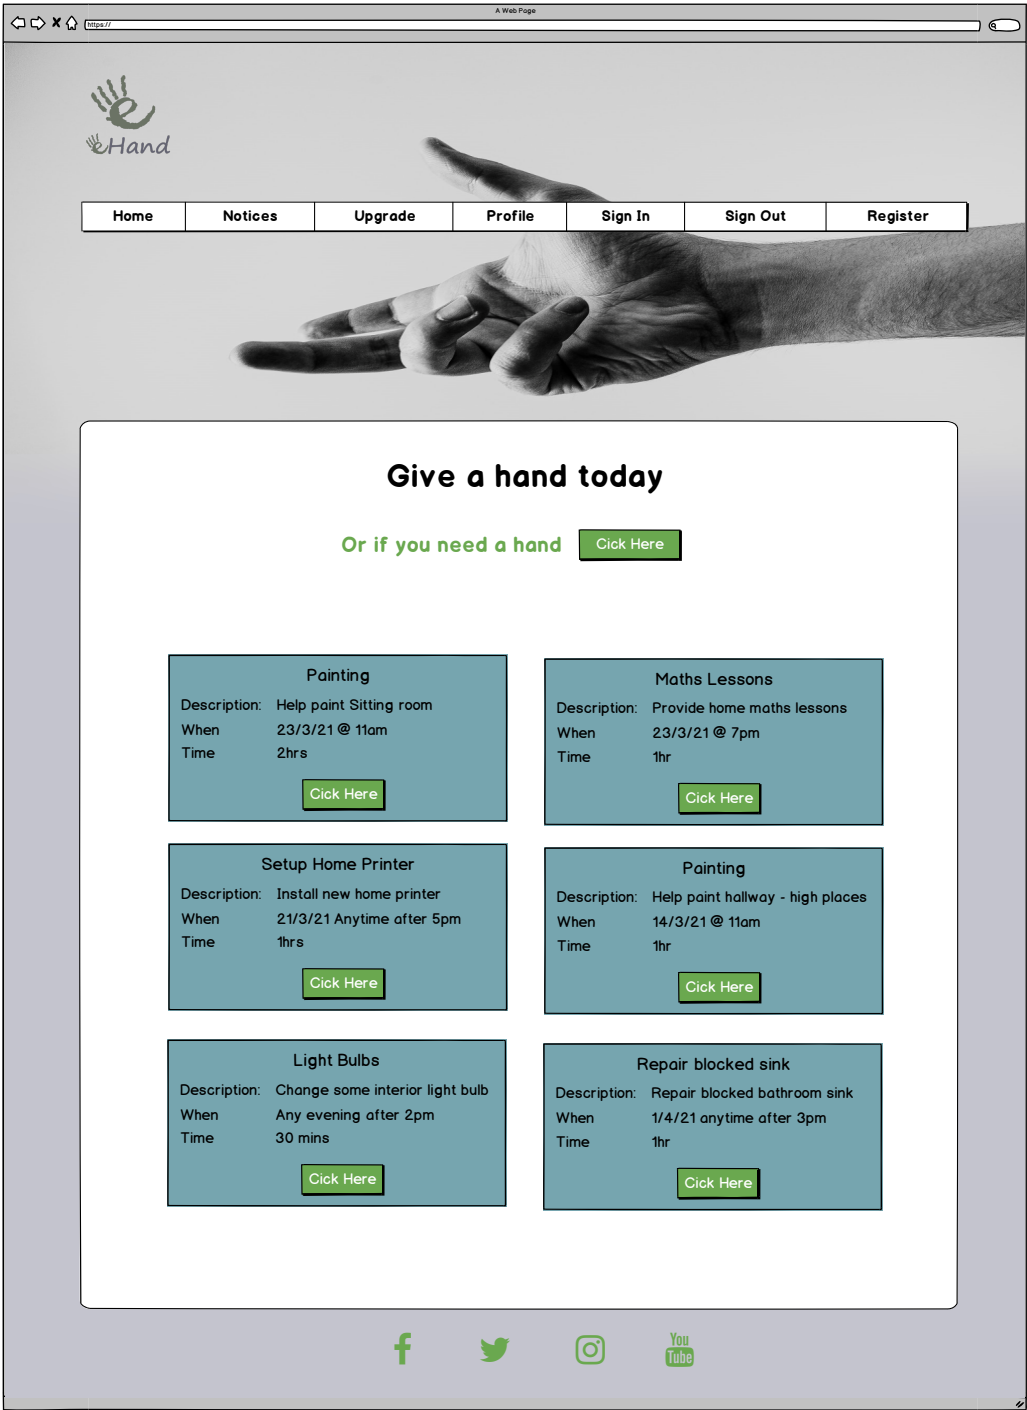 A Web Page
https://
e
eHand
Home Notices Upgrade Profile Sign In Sign Out Register
Give a hand today
Or if you need a hand Cick Here
Painting
Description: Help paint Sitting room
When 23/3/21 @ 11am
Time 2hrs
Cick Here
Maths Lessons
Description: Provide home maths lessons
When 23/3/21 @ 7pm
Time 1hr
Cick Here
Setup Home Printer
Description: Install new home printer
When 21/3/21 Anytime after 5pm
Time 1hrs
Cick Here
Painting
Description: Help paint hallway - high places
When 14/3/21 @ 11am
Time 1hr
Cick Here
Light Bulbs
Description: Change some interior light bulb
When Any evening after 2pm
Time 30 mins
Cick Here
Repair blocked sink
Description: Repair blocked bathroom sink
When 1/4/21 anytime after 3pm
Time 1hr
Cick Here
You
Tube